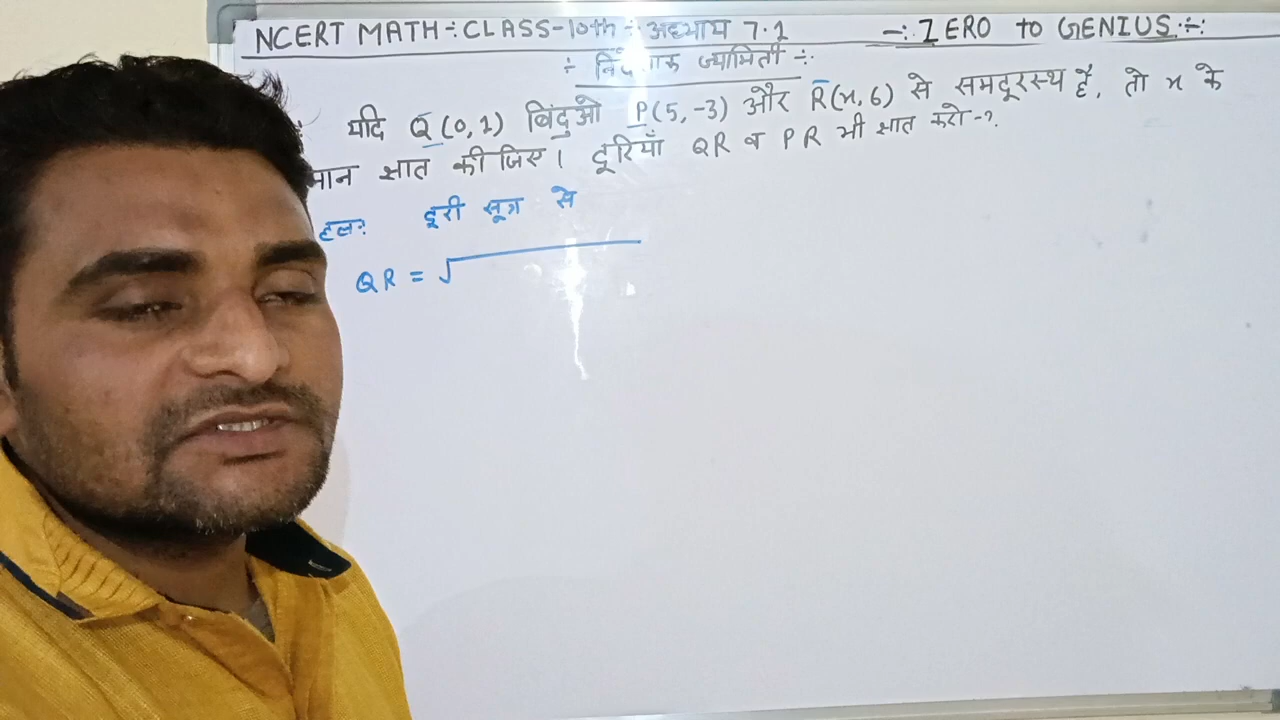 NCERT MATH÷CLASS-10th ÷ अध्याय 7.1 -:. ZERO to GENIUS.÷:
÷ ज्यामिती ÷:
यदि Q(0,1) बिंदुओ P(5,-3) और R(x,6) से समदूरस्थ है, तो x के
मान ज्ञात कीजिए। दूरियाँ QR व PR भी ज्ञात करो-?.
हल: दूरी सूत्र से
QR = √